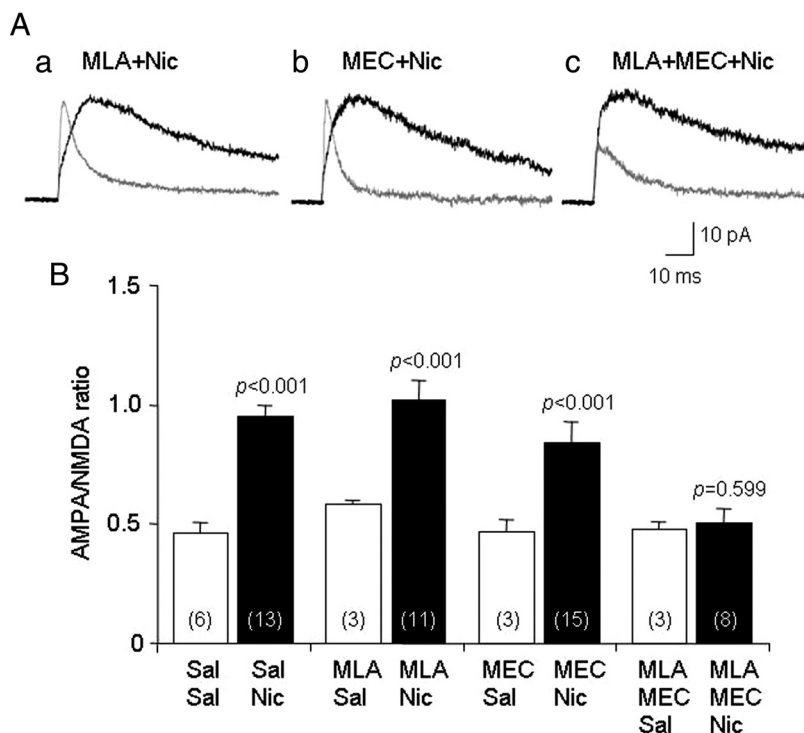 A
a MLA+Nic b MEC+Nic c MLA+MEC+Nic
10 pA
10 ms
B
1.5
1.0
0.5
0
AMPA/NMDA ratio
p<0.001 p<0.001 p<0.001 p=0.599
(6) (13) (3) (11) (3) (15) (3) (8)
Sal Sal MLA MLA MEC MEC MLA MLA
Sal Nic Sal Nic Sal Nic MEC MEC
Sal Nic